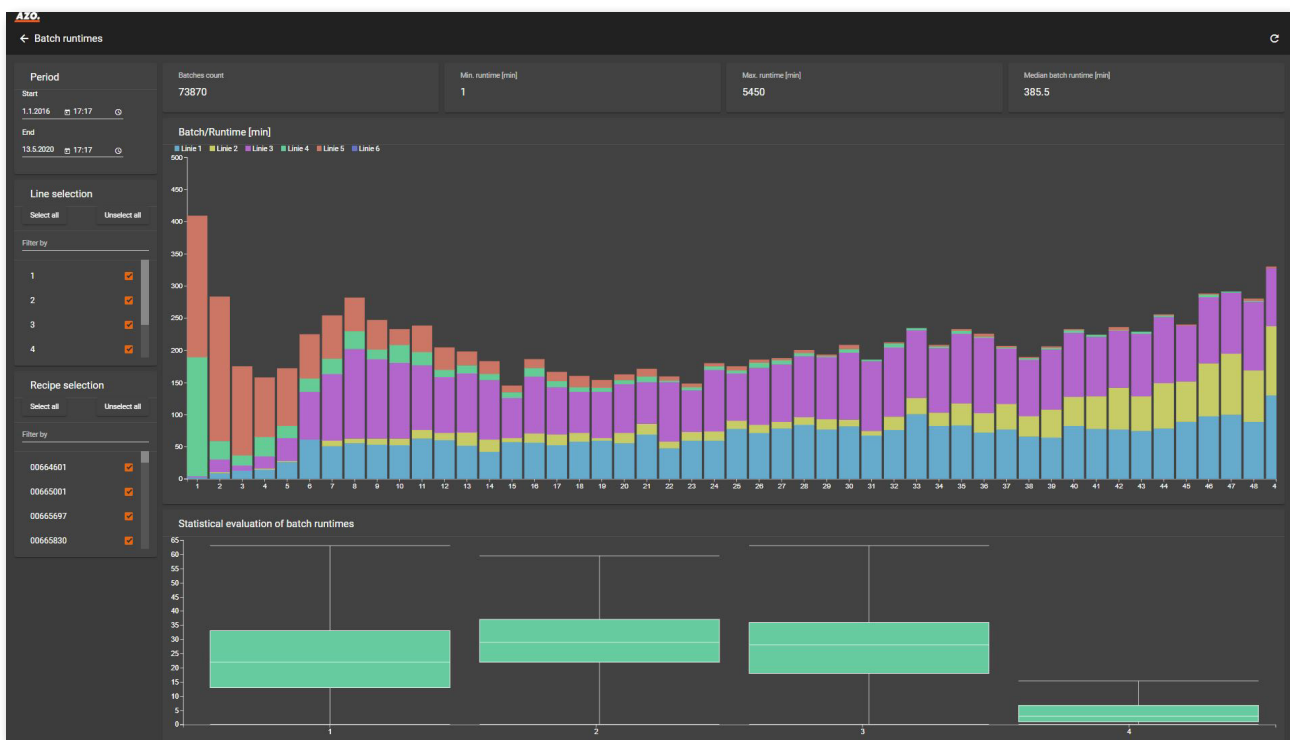 AZO.
Batch runtimes
Period
Start
1.1.2016 17:17
End
13.5.2020 17:17
Line selection
Select all Unselect all
Filter by
1
2
3
4
Recipe selection
Select all Unselect all
Filter by
00664601
00665001
00665697
00665830
Batches count
73870
Min. runtime [min]
1
Max. runtime [min]
5450
Median batch runtime [min]
385.5
Batch/Runtime [min]
Linie 1 Linie 2 Linie 3 Linie 4 Linie 5 Linie 6
500
450
400
350
300
250
200
150
100
50
0
1 2 3 4 5 6 7 8 9 10 11 12 13 14 15 16 17 18 19 20 21 22 23 24 25 26 27 28 29 30 31 32 33 34 35 36 37 38 39 40 41 42 43 44 45 46 47 48 4
Statistical evaluation of batch runtimes
65
60
55
50
45
40
35
30
25
20
15
10
5
0
1 2 3 4